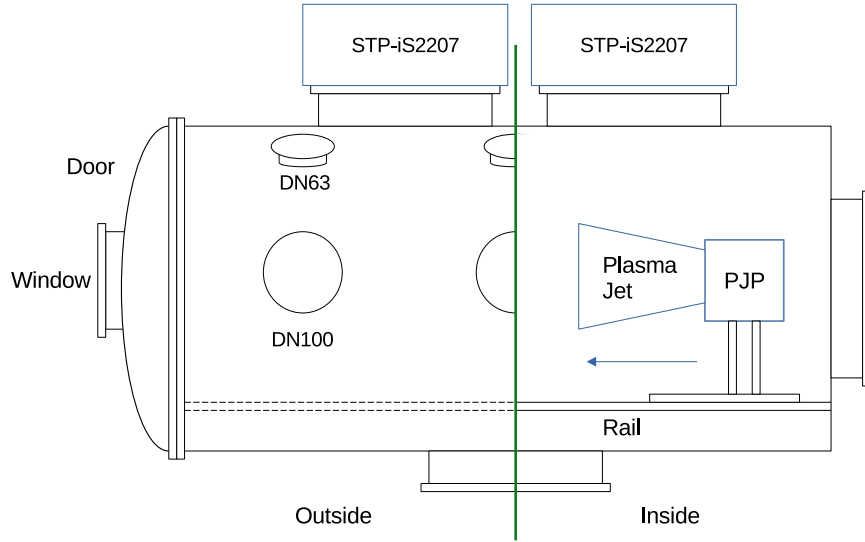 STP-iS2207
STP-iS2207
Door
DN63
Window
Plasma
Jet
PJP
DN100
Rail
Outside
Inside